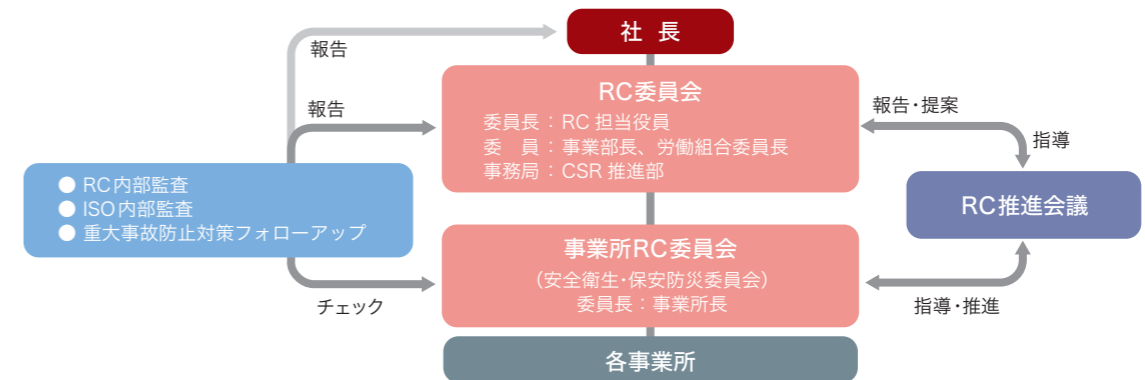 社 長
報告
RC委員会
委員長：RC 担当役員
委　員：事業部長、労働組合委員長
事務局：CSR 推進部
報告
報告・提案
指導
● RC内部監査
● ISO内部監査
● 重大事故防止対策フォローアップ
RC推進会議
事業所RC委員会
（安全衛生・保安防災委員会）
委員長：事業所長
チェック
指導・推進
各事業所